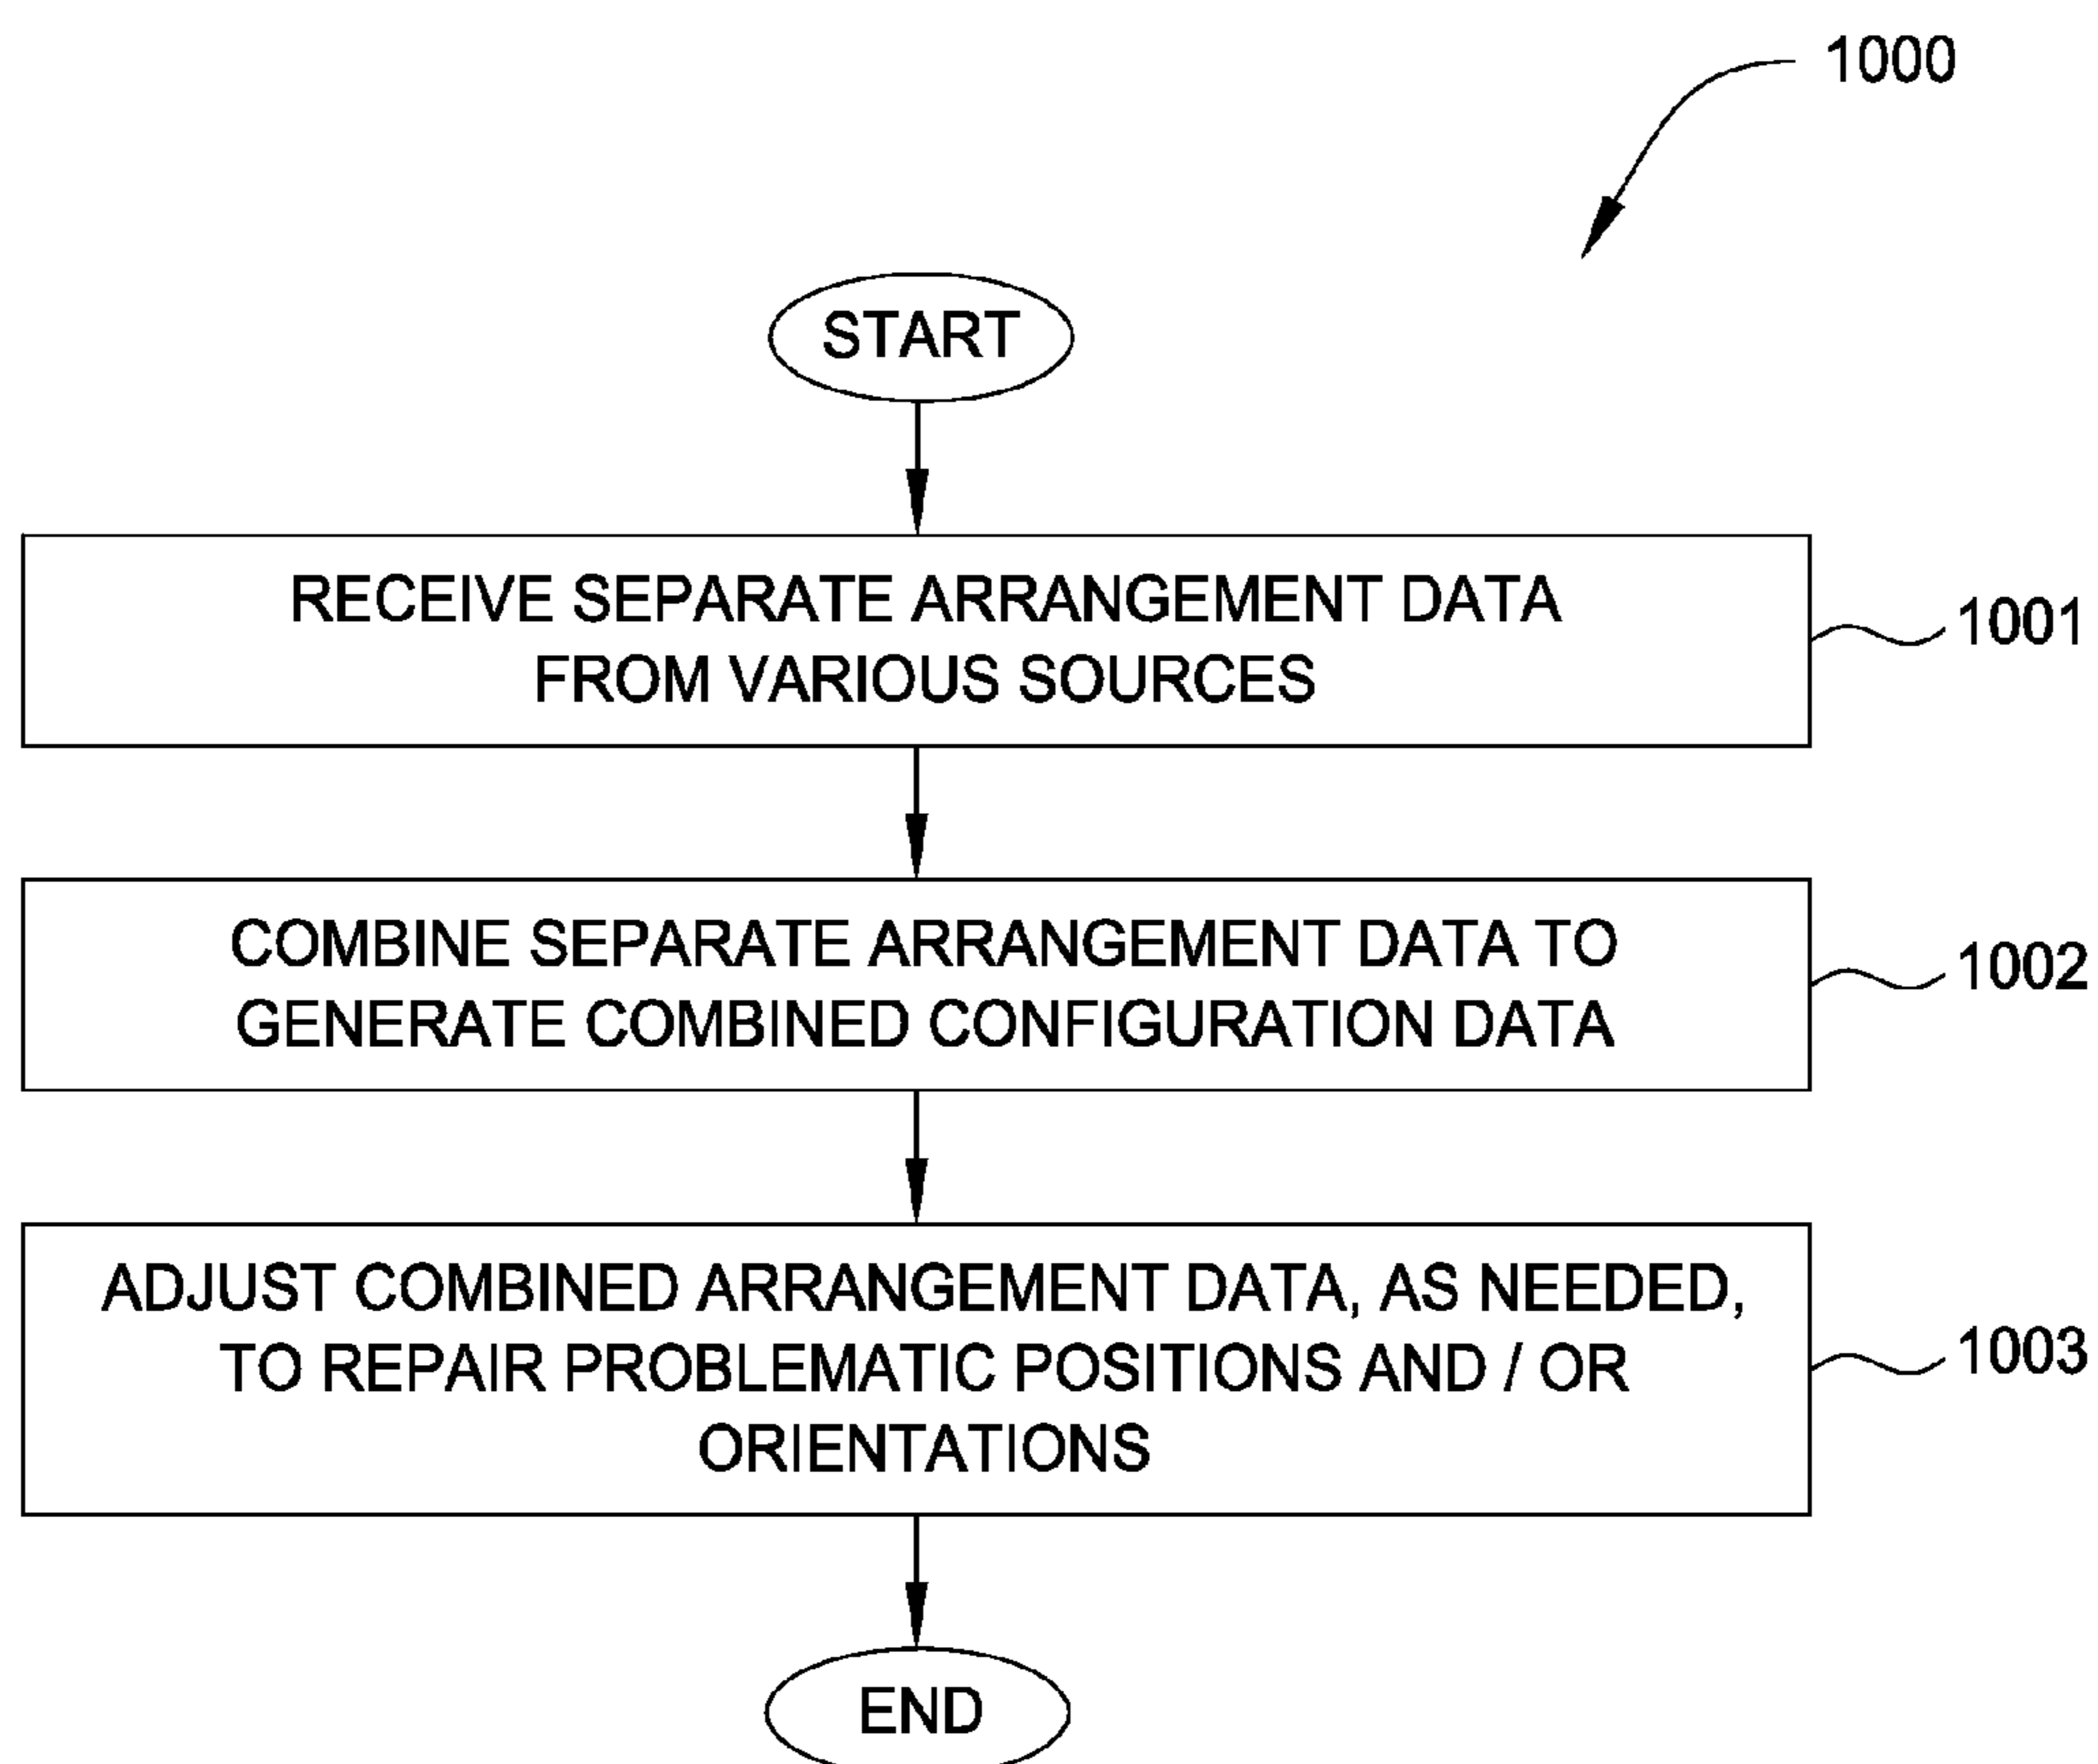 1000
START
RECEIVE SEPARATE ARRANGEMENT DATA
FROM VARIOUS SOURCES
1001
COMBINE SEPARATE ARRANGEMENT DATA TO
GENERATE COMBINED CONFIGURATION DATA
1002
ADJUST COMBINED ARRANGEMENT DATA, AS NEEDED,
TO REPAIR PROBLEMATIC POSITIONS AND / OR
ORIENTATIONS
1003
END